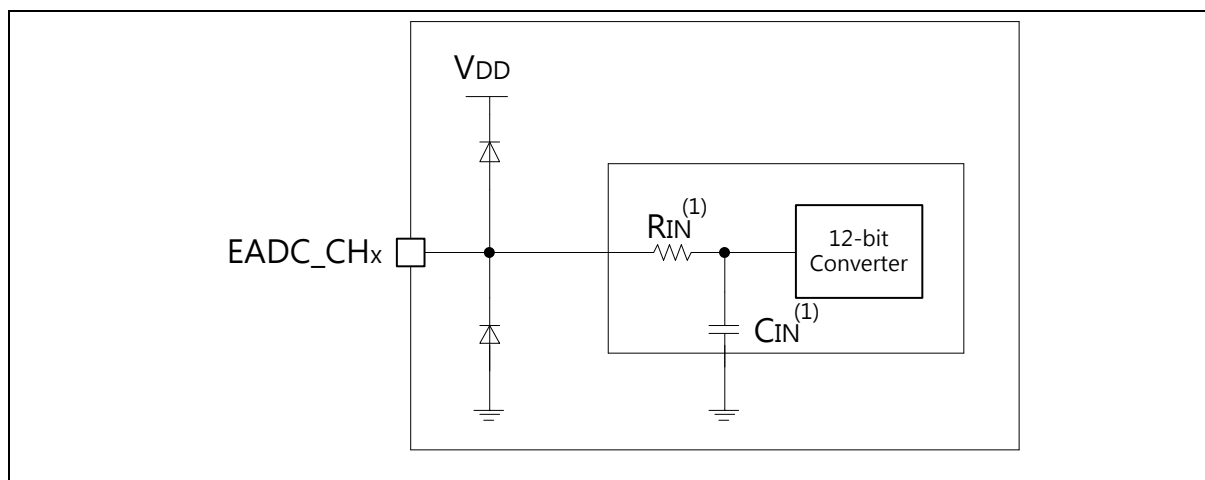 VDD
EADC_CHx
RIN(1)
12-bit
Converter
CIN(1)